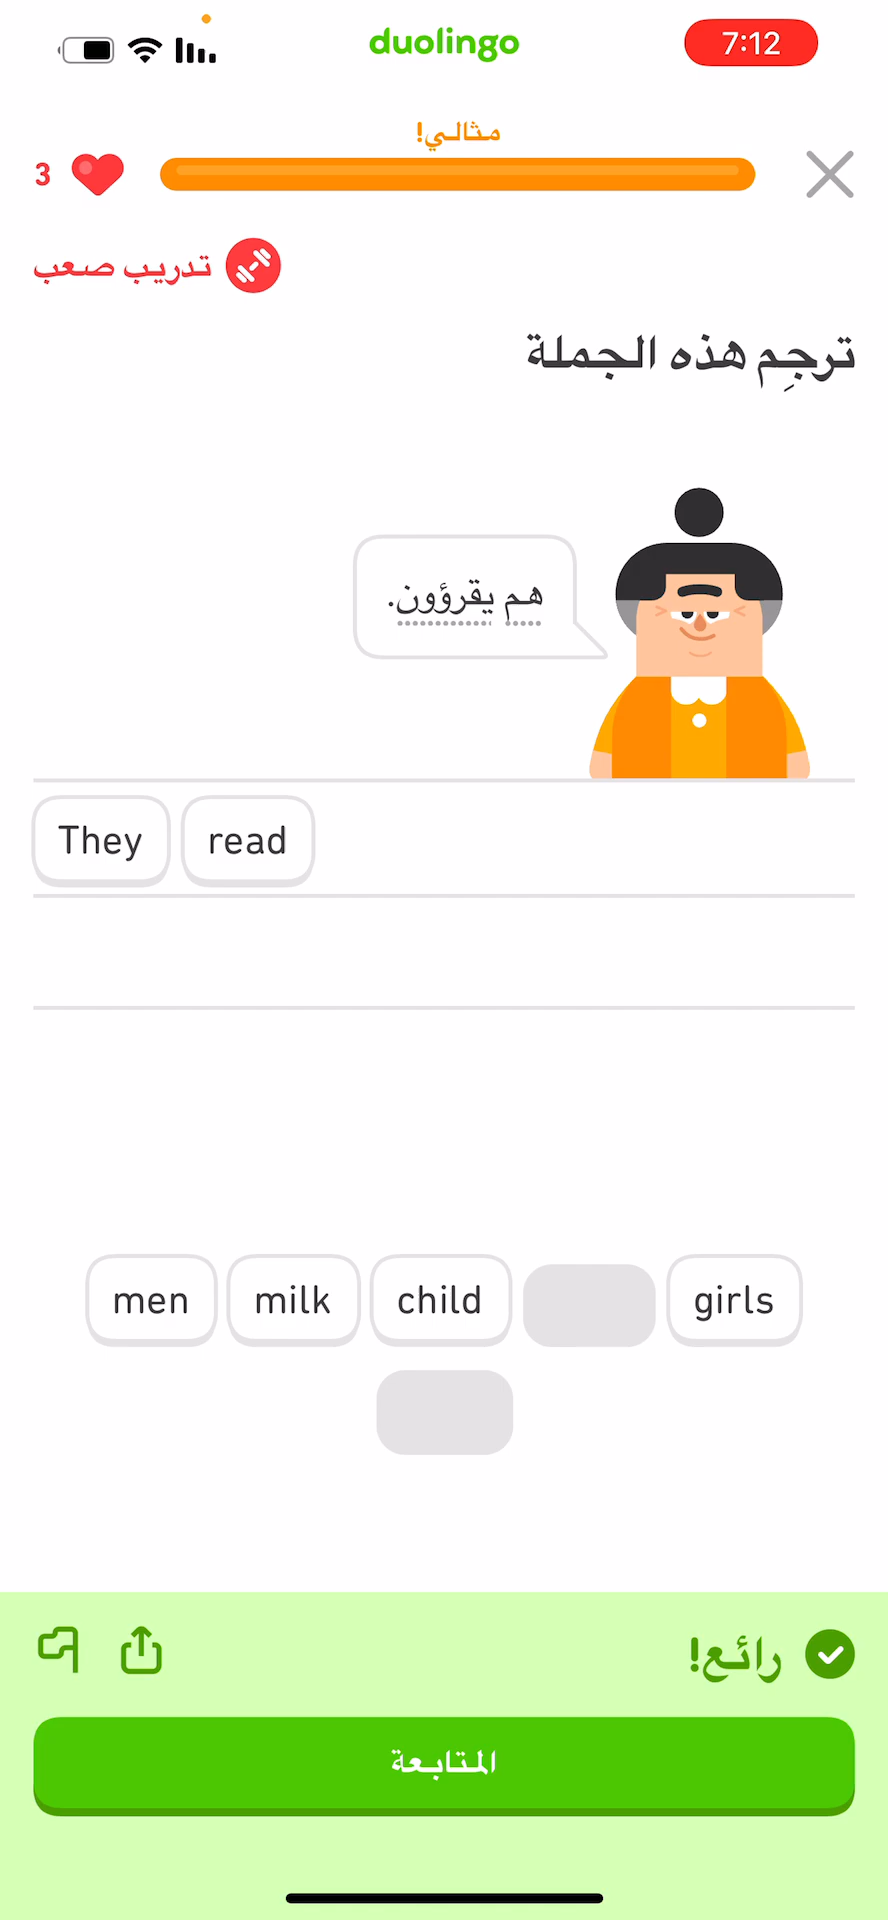 duolingo
7:12
مثالي!
3
تدريب صعب
ترجِم هذه الجملة
هم يقرؤون.
They read
men milk child girls
رائع!
المتابعة